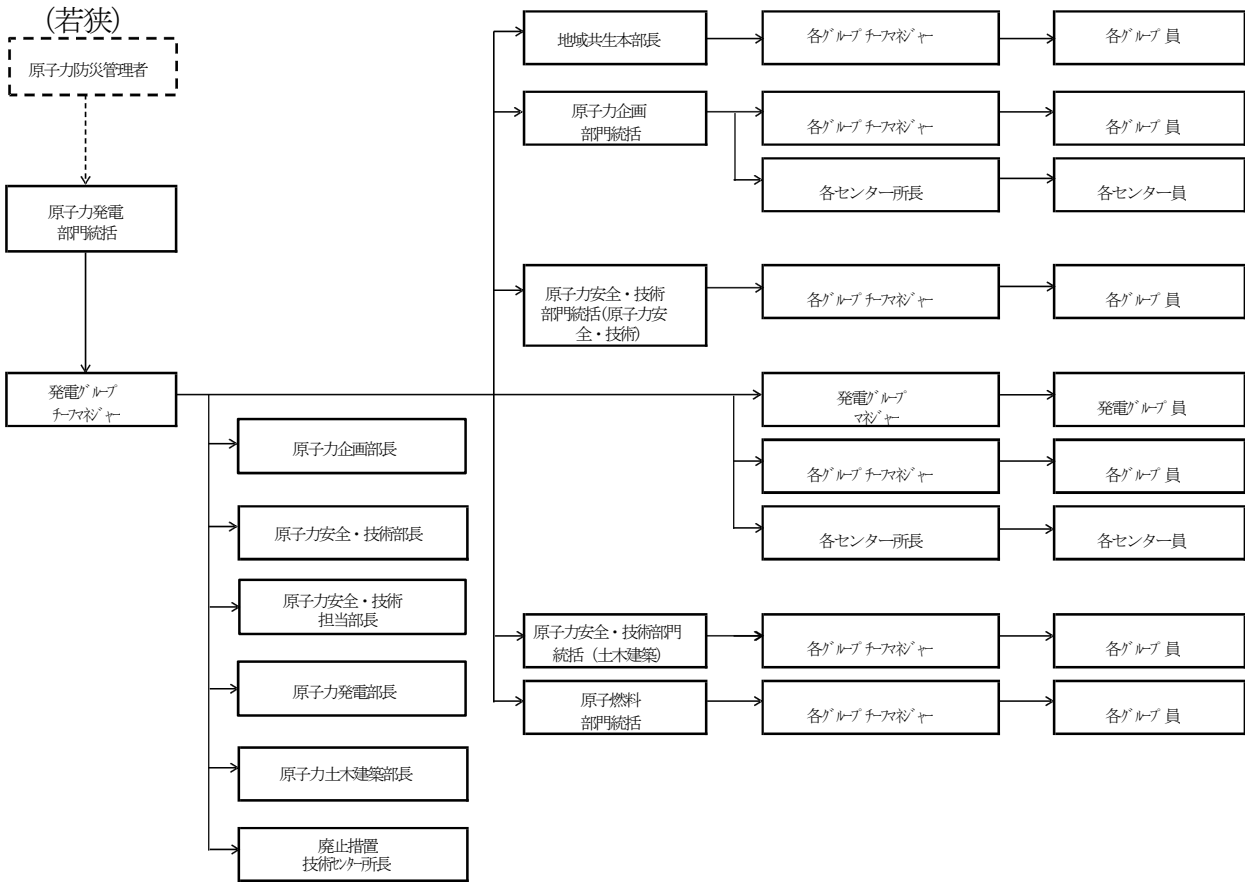 (若狭)
原子力防災管理者
原子力発電
部門統括
発電グループ
チーフマネジャー
原子力企画部長
原子力安全・技術部長
原子力安全・技術
担当部長
原子力発電部長
原子力土木建築部長
廃止措置
技術センター所長
地域共生本部長
各グループチーフマネジャー
各グループ員
原子力企画
部門統括
各グループチーフマネジャー
各グループ員
各センター所長
各センター員
原子力安全・技術
部門統括(原子力安
全・技術)
各グループチーフマネジャー
各グループ員
発電グループ
マネジャー
発電グループ員
各グループチーフマネジャー
各グループ員
各センター所長
各センター員
原子力安全・技術部門
統括（土木建築）
各グループチーフマネジャー
各グループ員
原子燃料
部門統括
各グループチーフマネジャー
各グループ員